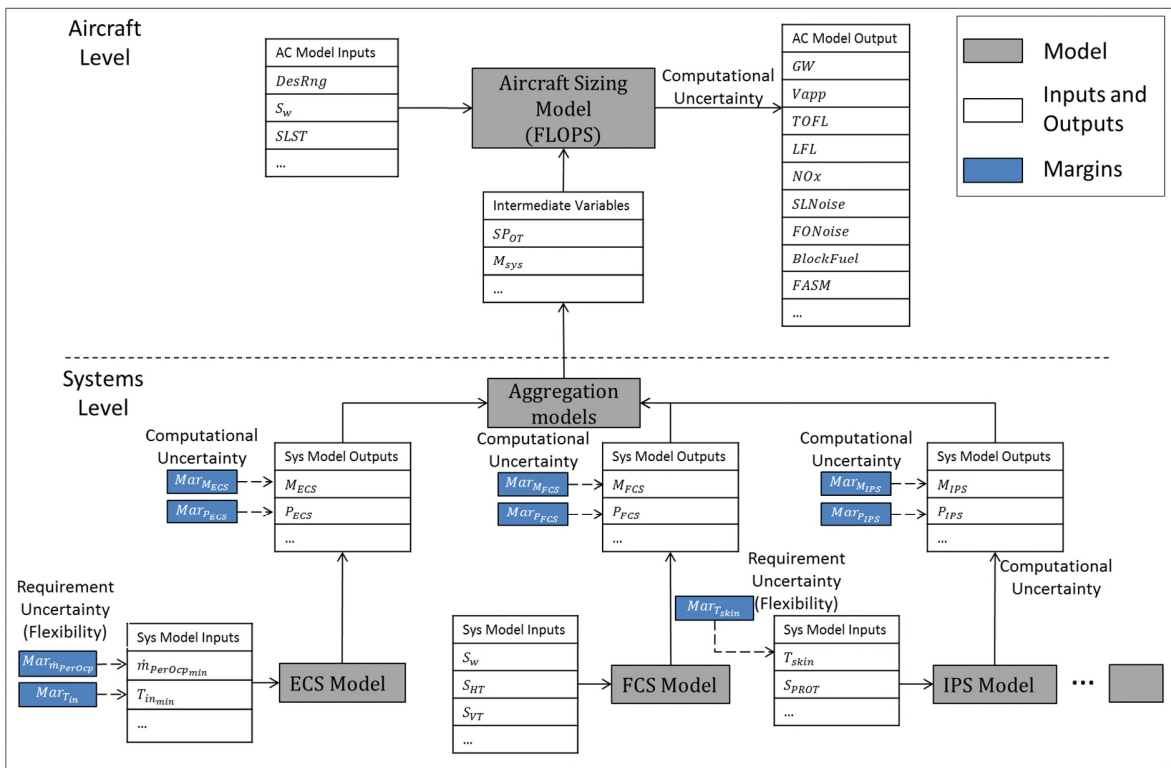 Aircraft
Level
AC Model Inputs
DesRng
S_w
SLST
...
Aircraft Sizing
Model
(FLOPS)
Computational
Uncertainty
AC Model Output
GW
Vapp
TOFL
LFL
NOx
SLNoise
FONoise
BlockFuel
FASM
...
Model
Inputs and
Outputs
Margins
Intermediate Variables
SP_OT
M_sys
...
Systems
Level
Aggregation
models
Computational
Uncertainty
Mar_M_ECS
Mar_P_ECS
Sys Model Outputs
M_ECS
P_ECS
...
Computational
Uncertainty
Mar_M_FCS
Mar_P_FCS
Sys Model Outputs
M_FCS
P_FCS
...
Computational
Uncertainty
Mar_M_IPS
Mar_P_IPS
Sys Model Outputs
M_IPS
P_IPS
...
Computational
Uncertainty
Requirement
Uncertainty
(Flexibility)
Mar_ṁ_PerOcp
Mar_T_in
Sys Model Inputs
ṁ_PerOcp_min
T_in_min
...
ECS Model
Sys Model Inputs
S_w
S_HT
S_VT
...
FCS Model
Requirement
Uncertainty
(Flexibility)
Mar_T_skin
Sys Model Inputs
T_skin
S_PROT
...
IPS Model
...